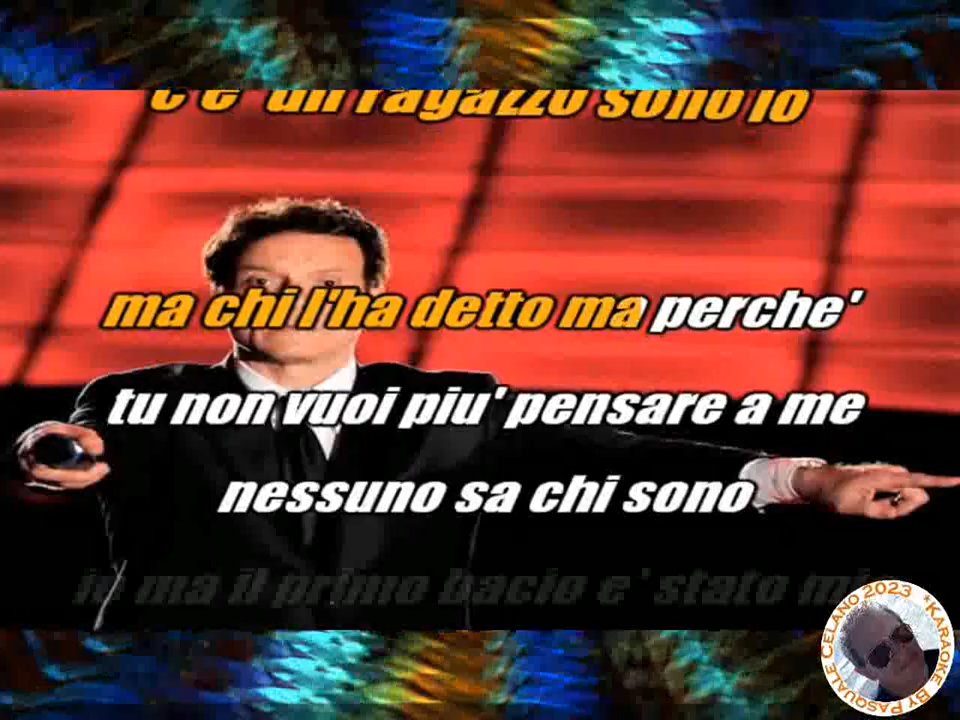 c'e' un ragazzo sono io
ma chi l'ha detto ma perche'
tu non vuoi piu' pensare a me
nessuno sa chi sono
io ma il primo bacio e' stato mio
PASQUALE CELANO 2023 *KARAOKE BY